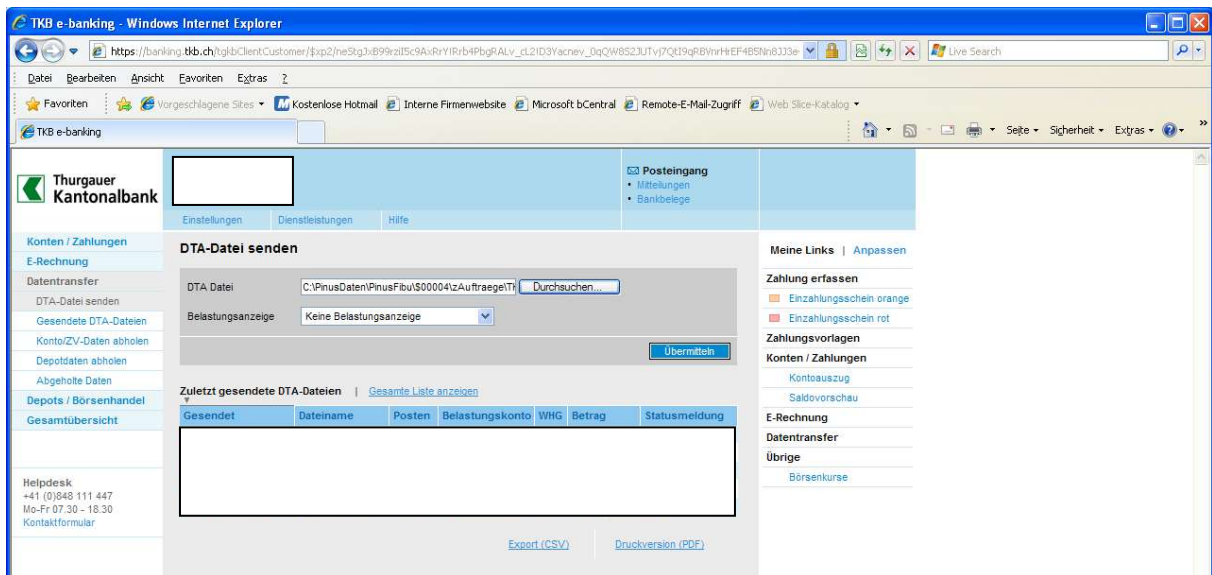 TKB e-banking - Windows Internet Explorer
Live Search
Datei Bearbeiten Ansicht Favoriten Extras ?
Favoriten Vorgeschlagene Sites Kostenlose Hotmail Interne Firmenwebsite Microsoft bCentral Remote-E-Mail-Zugriff Web Slice-Katalog
TKB e-banking Seite Sicherheit Extras »
Thurgauer
Kantonalbank
Posteingang
• Mitteilungen
• Bankbelege
Einstellungen Dienstleistungen Hilfe
Konten / Zahlungen
E-Rechnung
Datentransfer
DTA-Datei senden
Gesendete DTA-Dateien
Konto/ZV-Daten abholen
Depotdaten abholen
Abgeholte Daten
Depots / Börsenhandel
Gesamtübersicht
Helpdesk
+41 (0)848 111 447
Mo-Fr 07.30 - 18.30
Kontaktformular
DTA-Datei senden
DTA Datei C:\PinusDaten\PinusFibu\S00004\zAuftraege\ Durchsuchen...
Belastungsanzeige Keine Belastungsanzeige
Übermitteln
Zuletzt gesendete DTA-Dateien | Gesamte Liste anzeigen
Gesendet Dateiname Posten Belastungskonto WHG Betrag Statusmeldung
Export (CSV) Druckversion (PDF)
Meine Links | Anpassen
Zahlung erfassen
Einzahlungsschein orange
Einzahlungsschein rot
Zahlungsvorlagen
Konten / Zahlungen
Kontoauszug
Saldovorschau
E-Rechnung
Datentransfer
Übrige
Börsenkurse